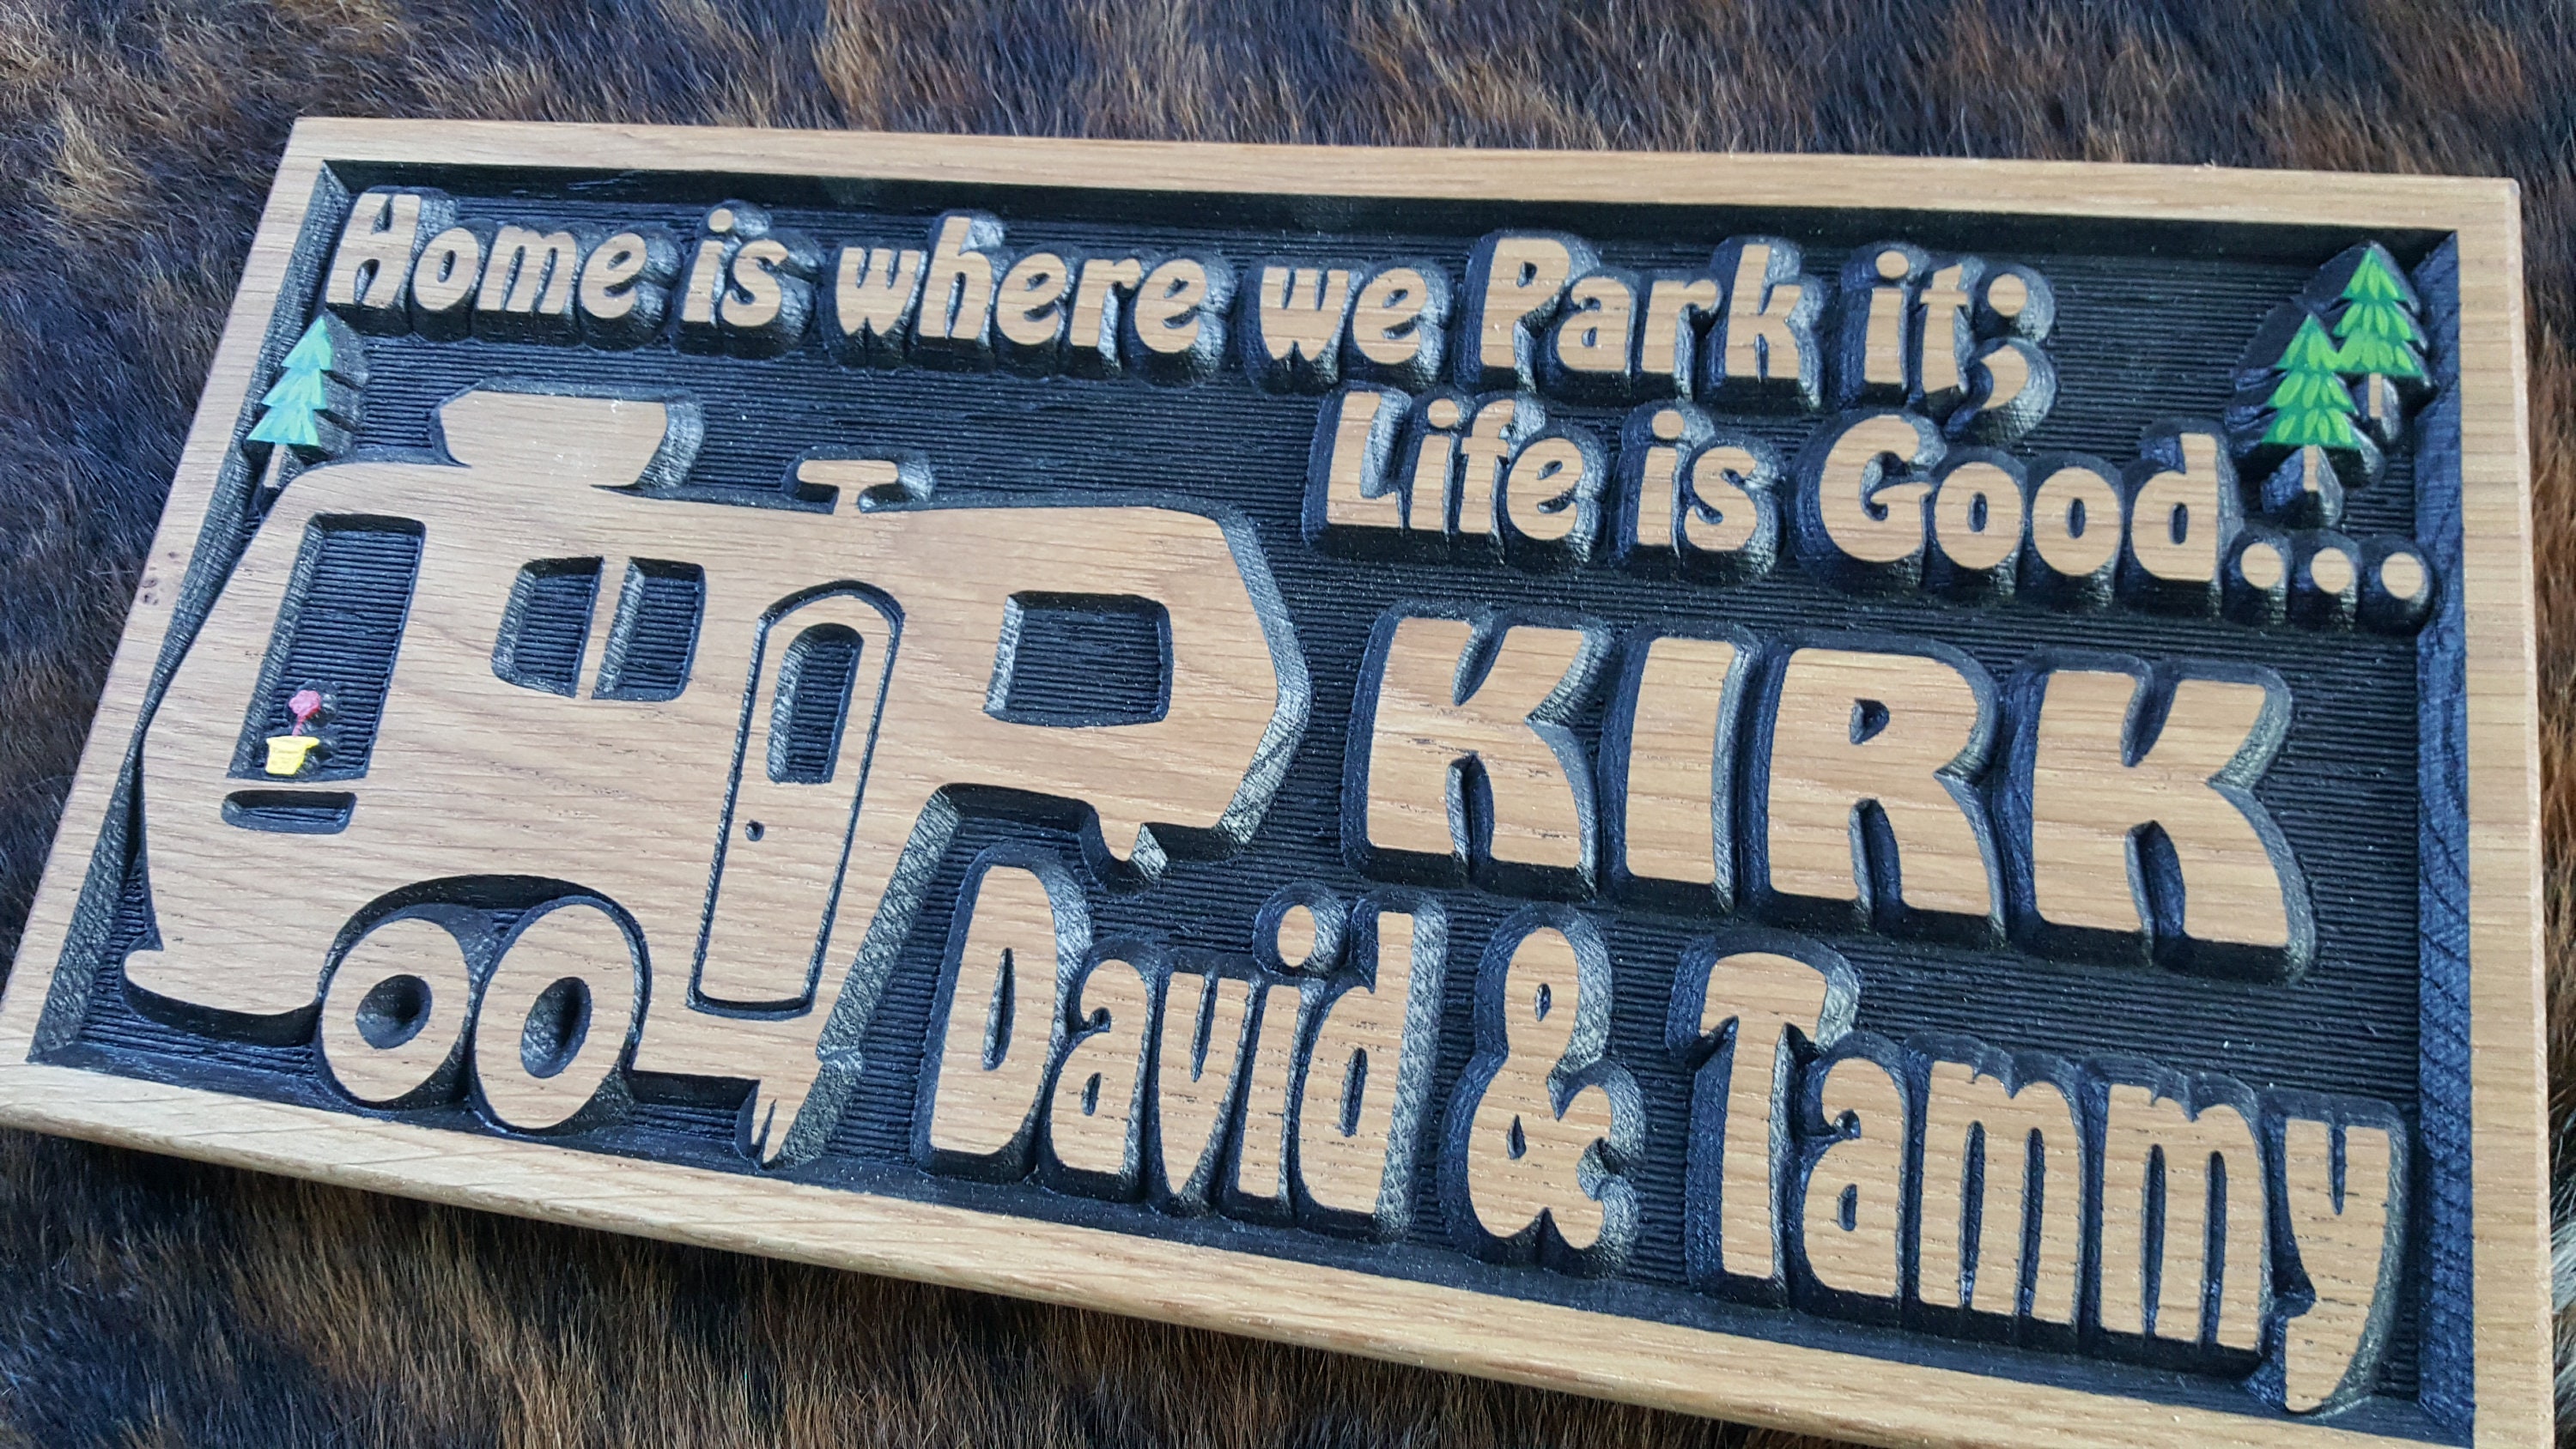 Home is where we Park it;
Life is Good...
KIRK
David & Tammy